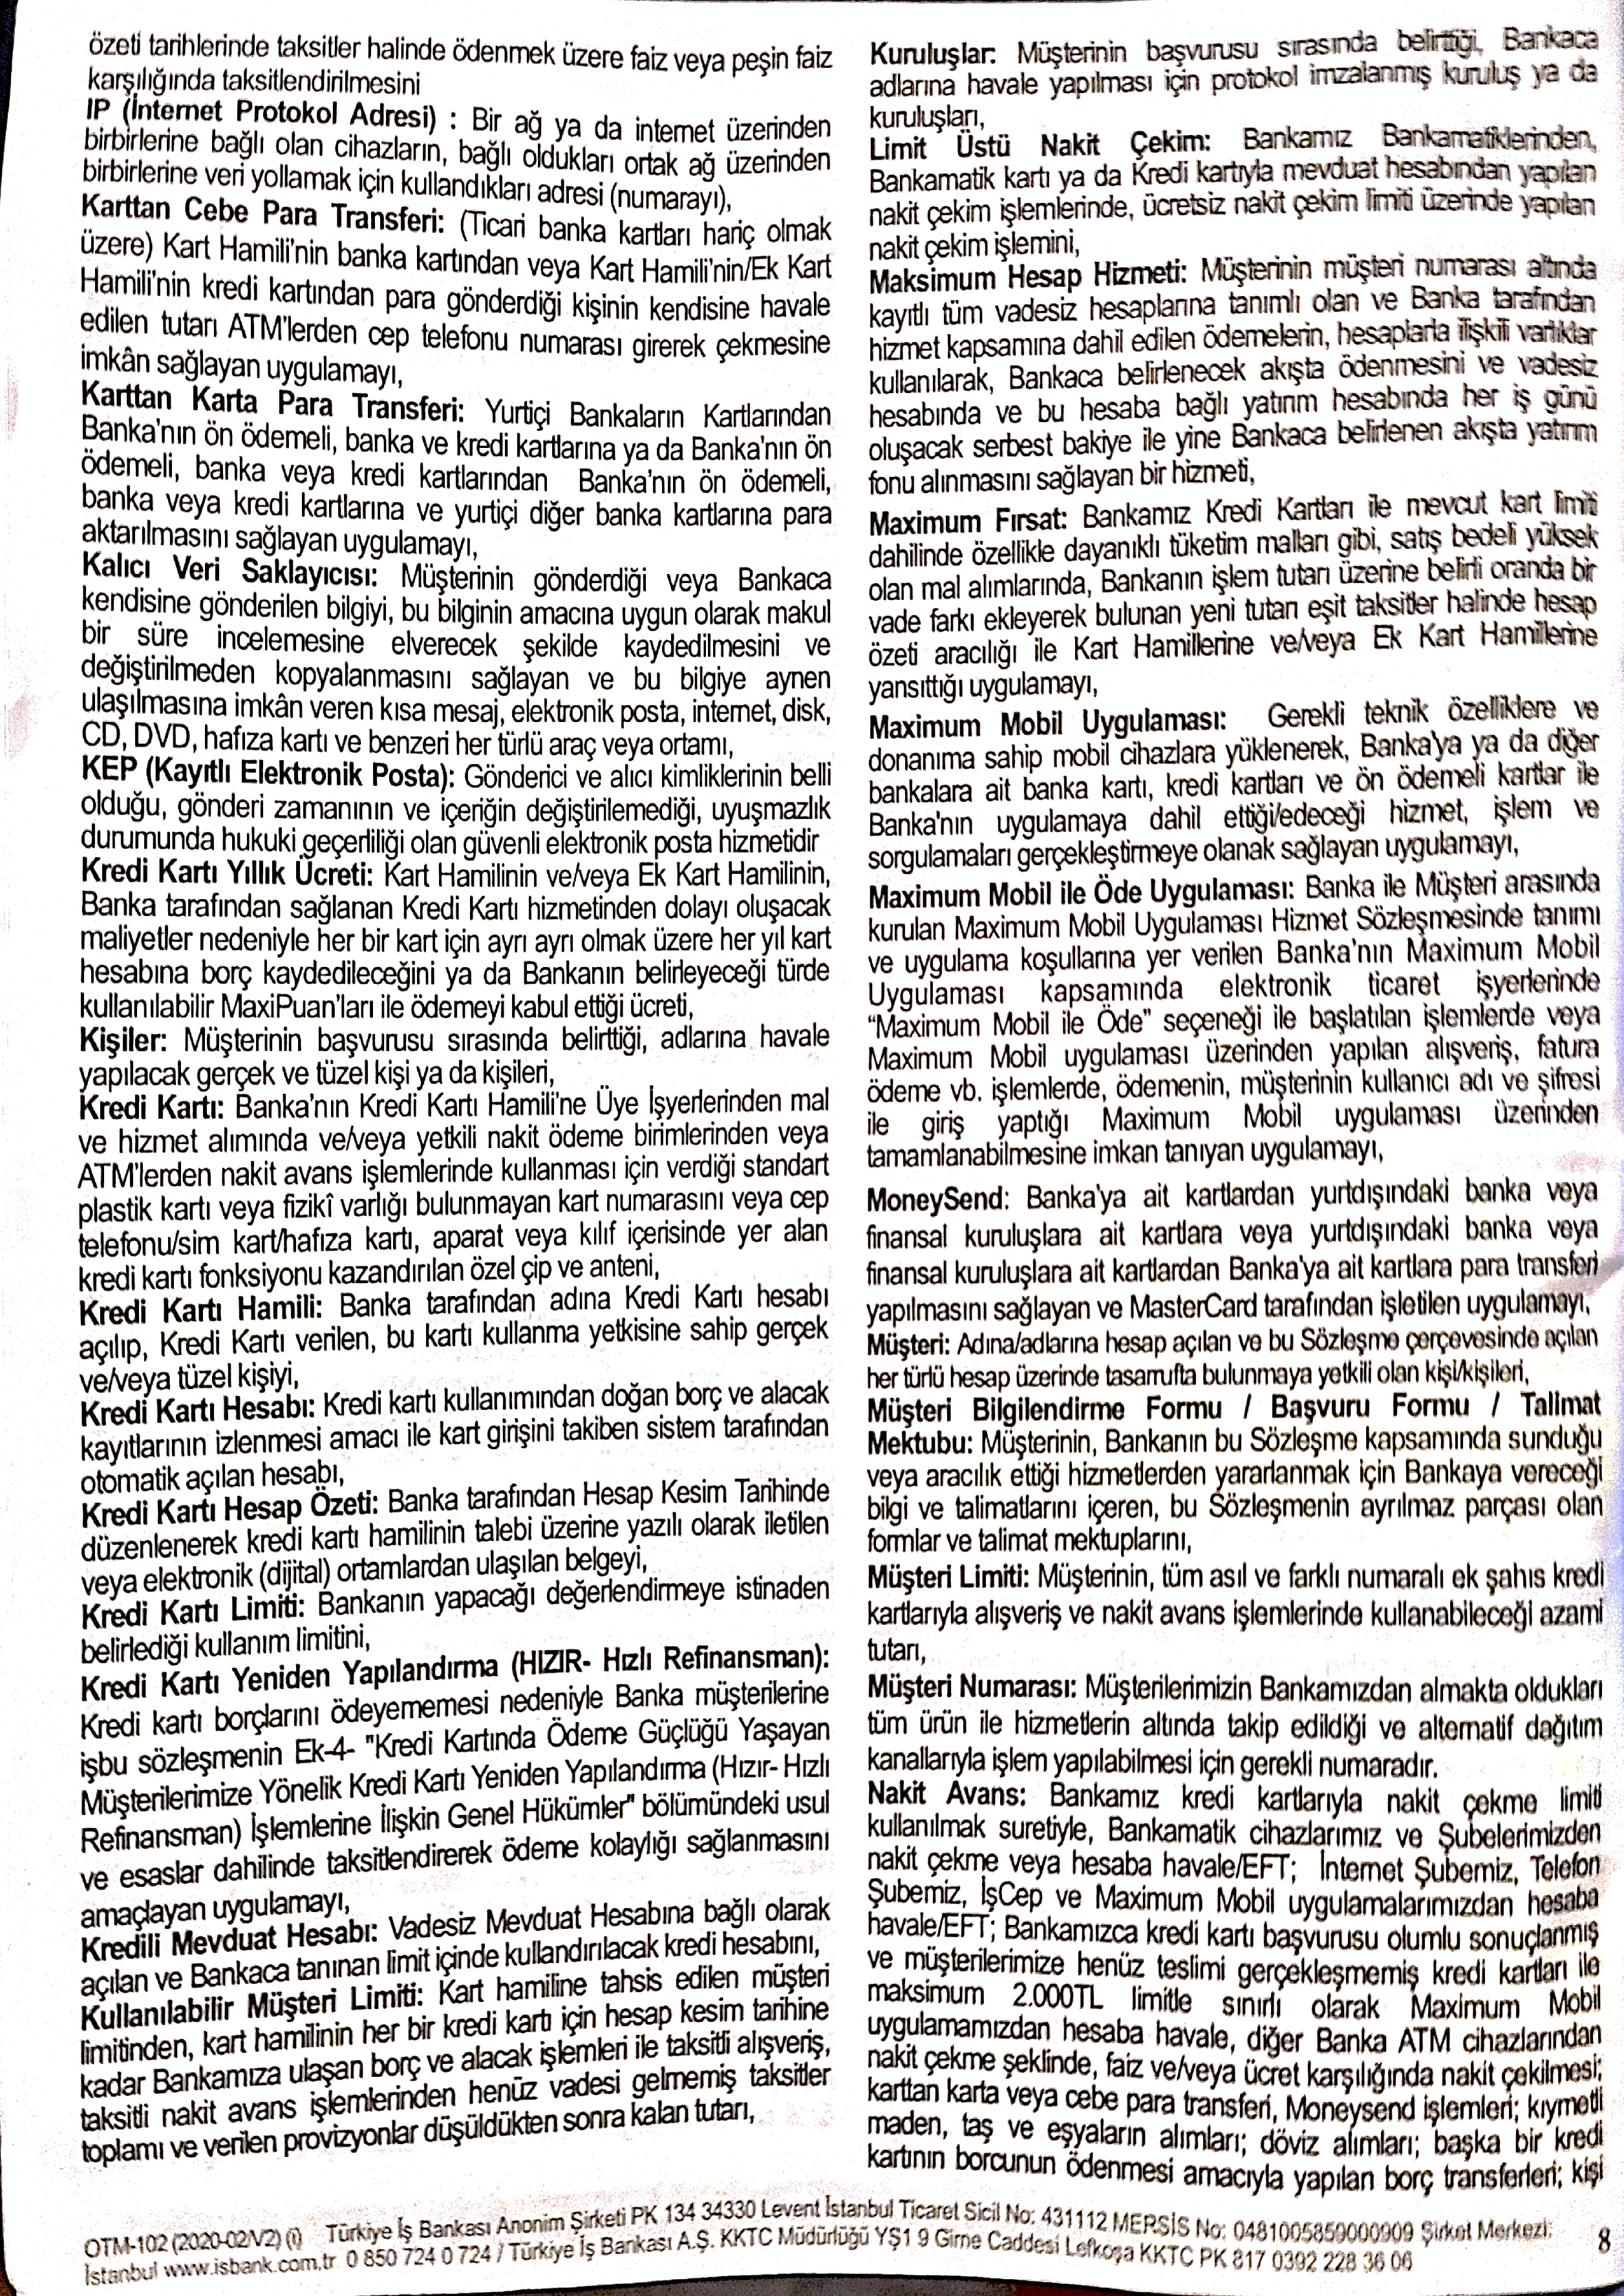 özeti tarihlerinde taksitler halinde ödenmek üzere faiz veya peşin faiz
karşılığında taksitlendirilmesini
IP (İnternet Protokol Adresi) : Bir ağ ya da internet üzerinden
birbirlerine bağlı olan cihazların, bağlı oldukları ortak ağ üzerinden
birbirlerine veri yollamak için kullandıkları adresi (numarayı),
Karttan Cebe Para Transferi: (Ticari banka kartları hariç olmak
üzere) Kart Hamili'nin banka kartından veya Kart Hamili'nin/Ek Kart
Hamili'nin kredi kartından para gönderdiği kişinin kendisine havale
edilen tutarı ATM'lerden cep telefonu numarası girerek çekmesine
imkân sağlayan uygulamayı,
Karttan Karta Para Transferi: Yurtiçi Bankaların Kartlarından
Banka'nın ön ödemeli, banka ve kredi kartlarına ya da Banka'nın ön
ödemeli, banka veya kredi kartlarından Banka'nın ön ödemeli,
banka veya kredi kartlarına ve yurtiçi diğer banka kartlarına para
aktarılmasını sağlayan uygulamayı,
Kalıcı Veri Saklayıcısı: Müşterinin gönderdiği veya Bankaca
kendisine gönderilen bilgiyi, bu bilginin amacına uygun olarak makul
bir süre incelemesine elverecek şekilde kaydedilmesini ve
değiştirilmeden kopyalanmasını sağlayan ve bu bilgiye aynen
ulaşılmasına imkân veren kısa mesaj, elektronik posta, internet, disk,
CD, DVD, hafıza kartı ve benzeri her türlü araç veya ortamı,
KEP (Kayıtlı Elektronik Posta): Gönderici ve alıcı kimliklerinin belli
olduğu, gönderi zamanının ve içeriğin değiştirilemediği, uyuşmazlık
durumunda hukuki geçerliliği olan güvenli elektronik posta hizmetidir
Kredi Kartı Yıllık Ücreti: Kart Hamilinin ve/veya Ek Kart Hamilinin,
Banka tarafından sağlanan Kredi Kartı hizmetinden dolayı oluşacak
maliyetler nedeniyle her bir kart için ayrı ayrı olmak üzere her yıl kart
hesabına borç kaydedileceğini ya da Bankanın belirleyeceği türde
kullanılabilir MaxiPuan'ları ile ödemeyi kabul ettiği ücreti,
Kişiler: Müşterinin başvurusu sırasında belirttiği, adlarına havale
yapılacak gerçek ve tüzel kişi ya da kişileri,
Kredi Kartı: Banka'nın Kredi Kartı Hamili'ne Üye İşyerlerinden mal
ve hizmet alımında ve/veya yetkili nakit ödeme birimlerinden veya
ATM'lerden nakit avans işlemlerinde kullanması için verdiği standart
plastik kartı veya fizikî varlığı bulunmayan kart numarasını veya cep
telefonu/sim kart/hafıza kartı, aparat veya kılıf içerisinde yer alan
kredi kartı fonksiyonu kazandırılan özel çip ve anteni,
Kredi Kartı Hamili: Banka tarafından adına Kredi Kartı hesabı
açılıp, Kredi Kartı verilen, bu kartı kullanma yetkisine sahip gerçek
ve/veya tüzel kişiyi,
Kredi Kartı Hesabı: Kredi kartı kullanımından doğan borç ve alacak
kayıtlarının izlenmesi amacı ile kart girişini takiben sistem tarafından
otomatik açılan hesabı,
Kredi Kartı Hesap Özeti: Banka tarafından Hesap Kesim Tarihinde
düzenlenerek kredi kartı hamilinin talebi üzerine yazılı olarak iletilen
veya elektronik (dijital) ortamlardan ulaşılan belgeyi,
Kredi Kartı Limiti: Bankanın yapacağı değerlendirmeye istinaden
belirlediği kullanım limitini,
Kredi Kartı Yeniden Yapılandırma (HIZIR- Hızlı Refinansman):
Kredi kartı borçlarını ödeyememesi nedeniyle Banka müşterilerine
işbu sözleşmenin Ek-4- "Kredi Kartında Ödeme Güçlüğü Yaşayan
Müşterilerimize Yönelik Kredi Kartı Yeniden Yapılandırma (Hızır- Hızlı
Refinansman) İşlemlerine İlişkin Genel Hükümler" bölümündeki usul
ve esaslar dahilinde taksitlendirerek ödeme kolaylığı sağlanmasını
amaçlayan uygulamayı,
Kredili Mevduat Hesabı: Vadesiz Mevduat Hesabına bağlı olarak
açılan ve Bankaca tanınan limit içinde kullandırılacak kredi hesabını,
Kullanılabilir Müşteri Limiti: Kart hamiline tahsis edilen müşteri
limitinden, kart hamilinin her bir kredi kartı için hesap kesim tarihine
kadar Bankamıza ulaşan borç ve alacak işlemleri ile taksitli alışveriş,
taksitli nakit avans işlemlerinden henüz vadesi gelmemiş taksitler
toplamı ve verilen provizyonlar düşüldükten sonra kalan tutarı,
Kuruluşlar: Müşterinin başvurusu sırasında belirttiği, Bankaca
adlarına havale yapılması için protokol imzalanmış kuruluş ya da
kuruluşları,
Limit Üstü Nakit Çekim: Bankamız Bankamatiklerinden,
Bankamatik kartı ya da Kredi kartıyla mevduat hesabından yapılan
nakit çekim işlemlerinde, ücretsiz nakit çekim limiti üzerinde yapılan
nakit çekim işlemini,
Maksimum Hesap Hizmeti: Müşterinin müşteri numarası altında
kayıtlı tüm vadesiz hesaplarına tanımlı olan ve Banka tarafından
hizmet kapsamına dahil edilen ödemelerin, hesaplarla ilişkili varlıklar
kullanılarak, Bankaca belirlenecek akışta ödenmesini ve vadesiz
hesabında ve bu hesaba bağlı yatırım hesabında her iş günü
oluşacak serbest bakiye ile yine Bankaca belirlenen akışta yatırım
fonu alınmasını sağlayan bir hizmeti,
Maximum Fırsat: Bankamız Kredi Kartları ile mevcut kart limiti
dahilinde özellikle dayanıklı tüketim malları gibi, satış bedeli yüksek
olan mal alımlarında, Bankanın işlem tutarı üzerine belirli oranda bir
vade farkı ekleyerek bulunan yeni tutarı eşit taksitler halinde hesap
özeti aracılığı ile Kart Hamillerine ve/veya Ek Kart Hamillerine
yansıttığı uygulamayı,
Maximum Mobil Uygulaması: Gerekli teknik özelliklere ve
donanıma sahip mobil cihazlara yüklenerek, Banka'ya ya da diğer
bankalara ait banka kartı, kredi kartları ve ön ödemeli kartlar ile
Banka'nın uygulamaya dahil ettiği/edeceği hizmet, işlem ve
sorgulamaları gerçekleştirmeye olanak sağlayan uygulamayı,
Maximum Mobil ile Öde Uygulaması: Banka ile Müşteri arasında
kurulan Maximum Mobil Uygulaması Hizmet Sözleşmesinde tanımı
ve uygulama koşullarına yer verilen Banka'nın Maximum Mobil
Uygulaması kapsamında elektronik ticaret işyerlerinde
“Maximum Mobil ile Öde” seçeneği ile başlatılan işlemlerde veya
Maximum Mobil uygulaması üzerinden yapılan alışveriş, fatura
ödeme vb. işlemlerde, ödemenin, müşterinin kullanıcı adı ve şifresi
ile giriş yaptığı Maximum Mobil uygulaması üzerinden
tamamlanabilmesine imkan tanıyan uygulamayı,
MoneySend: Banka'ya ait kartlardan yurtdışındaki banka veya
finansal kuruluşlara ait kartlara veya yurtdışındaki banka veya
finansal kuruluşlara ait kartlardan Banka'ya ait kartlara para transferi
yapılmasını sağlayan ve MasterCard tarafından işletilen uygulamayı,
Müşteri: Adına/adlarına hesap açılan ve bu Sözleşme çerçevesinde açılan
her türlü hesap üzerinde tasarrufta bulunmaya yetkili olan kişi/kişileri,
Müşteri Bilgilendirme Formu / Başvuru Formu / Talimat
Mektubu: Müşterinin, Bankanın bu Sözleşme kapsamında sunduğu
veya aracılık ettiği hizmetlerden yararlanmak için Bankaya vereceği
bilgi ve talimatlarını içeren, bu Sözleşmenin ayrılmaz parçası olan
formlar ve talimat mektuplarını,
Müşteri Limiti: Müşterinin, tüm asıl ve farklı numaralı ek şahıs kredi
kartlarıyla alışveriş ve nakit avans işlemlerinde kullanabileceği azami
tutarı,
Müşteri Numarası: Müşterilerimizin Bankamızdan almakta oldukları
tüm ürün ile hizmetlerin altında takip edildiği ve alternatif dağıtım
kanallarıyla işlem yapılabilmesi için gerekli numaradır.
Nakit Avans: Bankamız kredi kartlarıyla nakit çekme limiti
kullanılmak suretiyle, Bankamatik cihazlarımız ve Şubelerimizden
nakit çekme veya hesaba havale/EFT; İnternet Şubemiz, Telefon
Şubemiz, İşCep ve Maximum Mobil uygulamalarımızdan hesaba
havale/EFT; Bankamızca kredi kartı başvurusu olumlu sonuçlanmış
ve müşterilerimize henüz teslimi gerçekleşmemiş kredi kartları ile
maksimum 2.000TL limitle sınırlı olarak Maximum Mobil
uygulamamızdan hesaba havale, diğer Banka ATM cihazlarından
nakit çekme şeklinde, faiz ve/veya ücret karşılığında nakit çekilmesi;
karttan karta veya cebe para transferi, Moneysend işlemleri; kıymetli
maden, taş ve eşyaların alımları; döviz alımları; başka bir kredi
kartının borcunun ödenmesi amacıyla yapılan borç transferleri; kişi
OTM-102 (2020-02/V2) (i) Türkiye İş Bankası Anonim Şirketi PK 134 34330 Levent İstanbul Ticaret Sicil No: 431112 MERSİS No: 0481005859000909 Şirket Merkezi:
İstanbul www.isbank.com.tr 0 850 724 0 724 / Türkiye İş Bankası A.Ş. KKTC Müdürlüğü YŞ1 9 Girne Caddesi Lefkoşa KKTC PK 817 0392 228 36 06
8